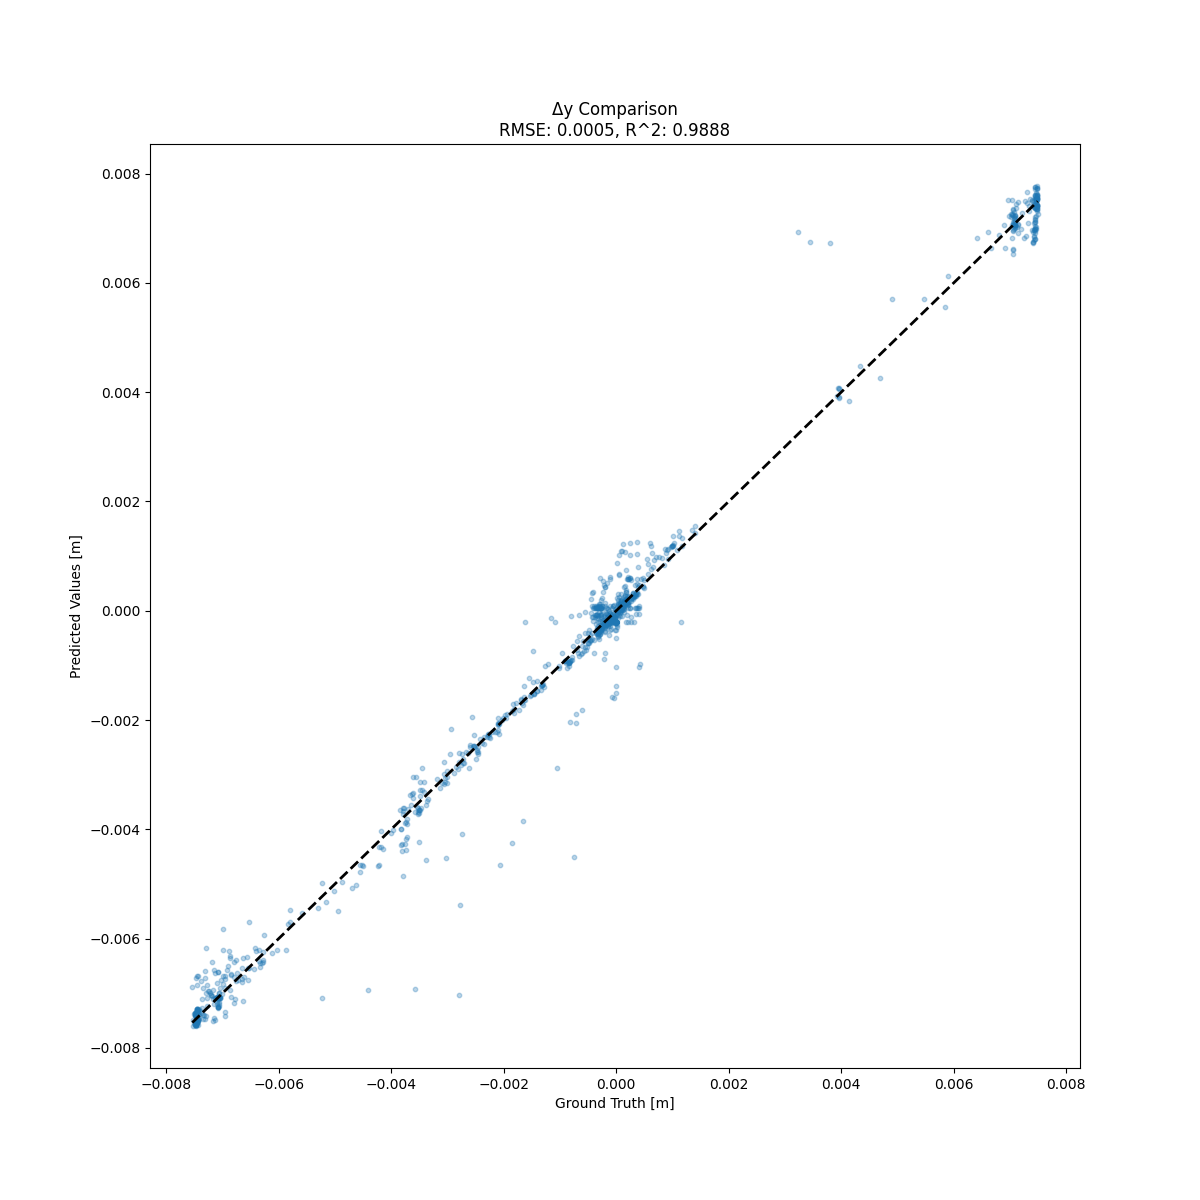 Δy Comparison
RMSE: 0.0005, R^2: 0.9888
0.008
0.006
0.004
0.002
0.000
−0.002
−0.004
−0.006
−0.008
Predicted Values [m]
−0.008 −0.006 −0.004 −0.002 0.000 0.002 0.004 0.006 0.008
Ground Truth [m]